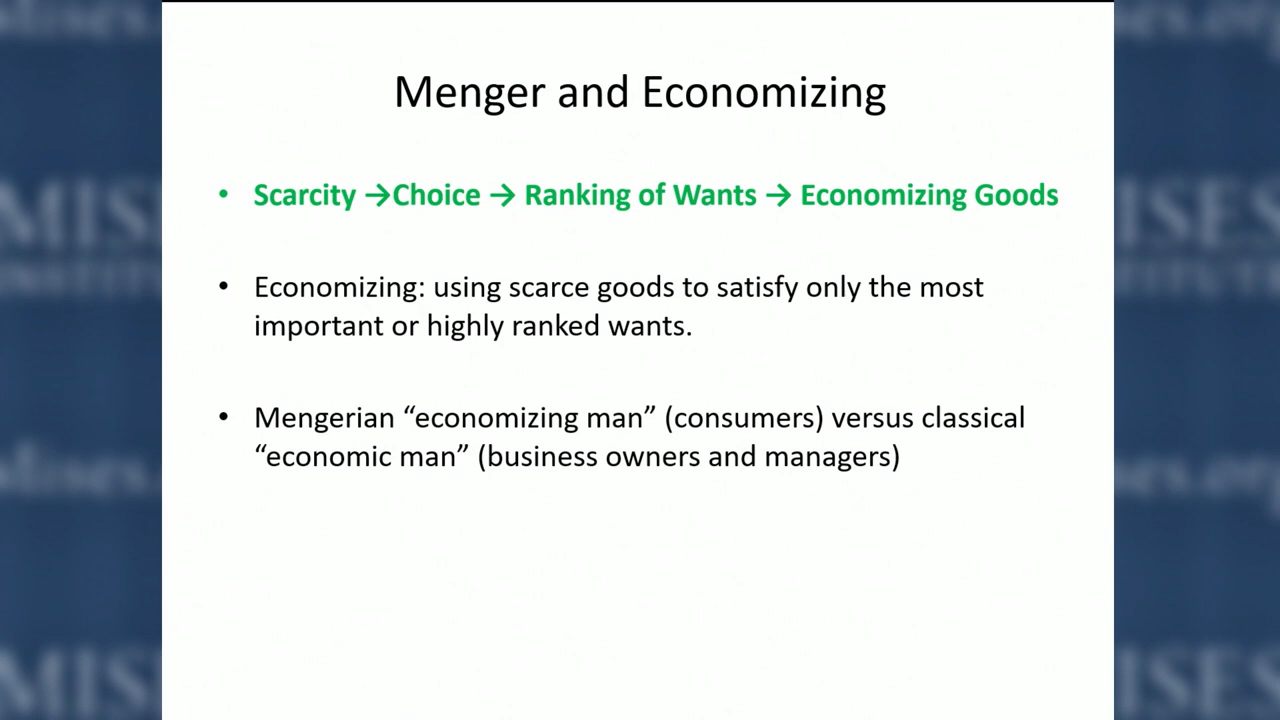 Menger and Economizing
• Scarcity →Choice → Ranking of Wants → Economizing Goods
• Economizing: using scarce goods to satisfy only the most
important or highly ranked wants.
• Mengerian “economizing man” (consumers) versus classical
“economic man” (business owners and managers)